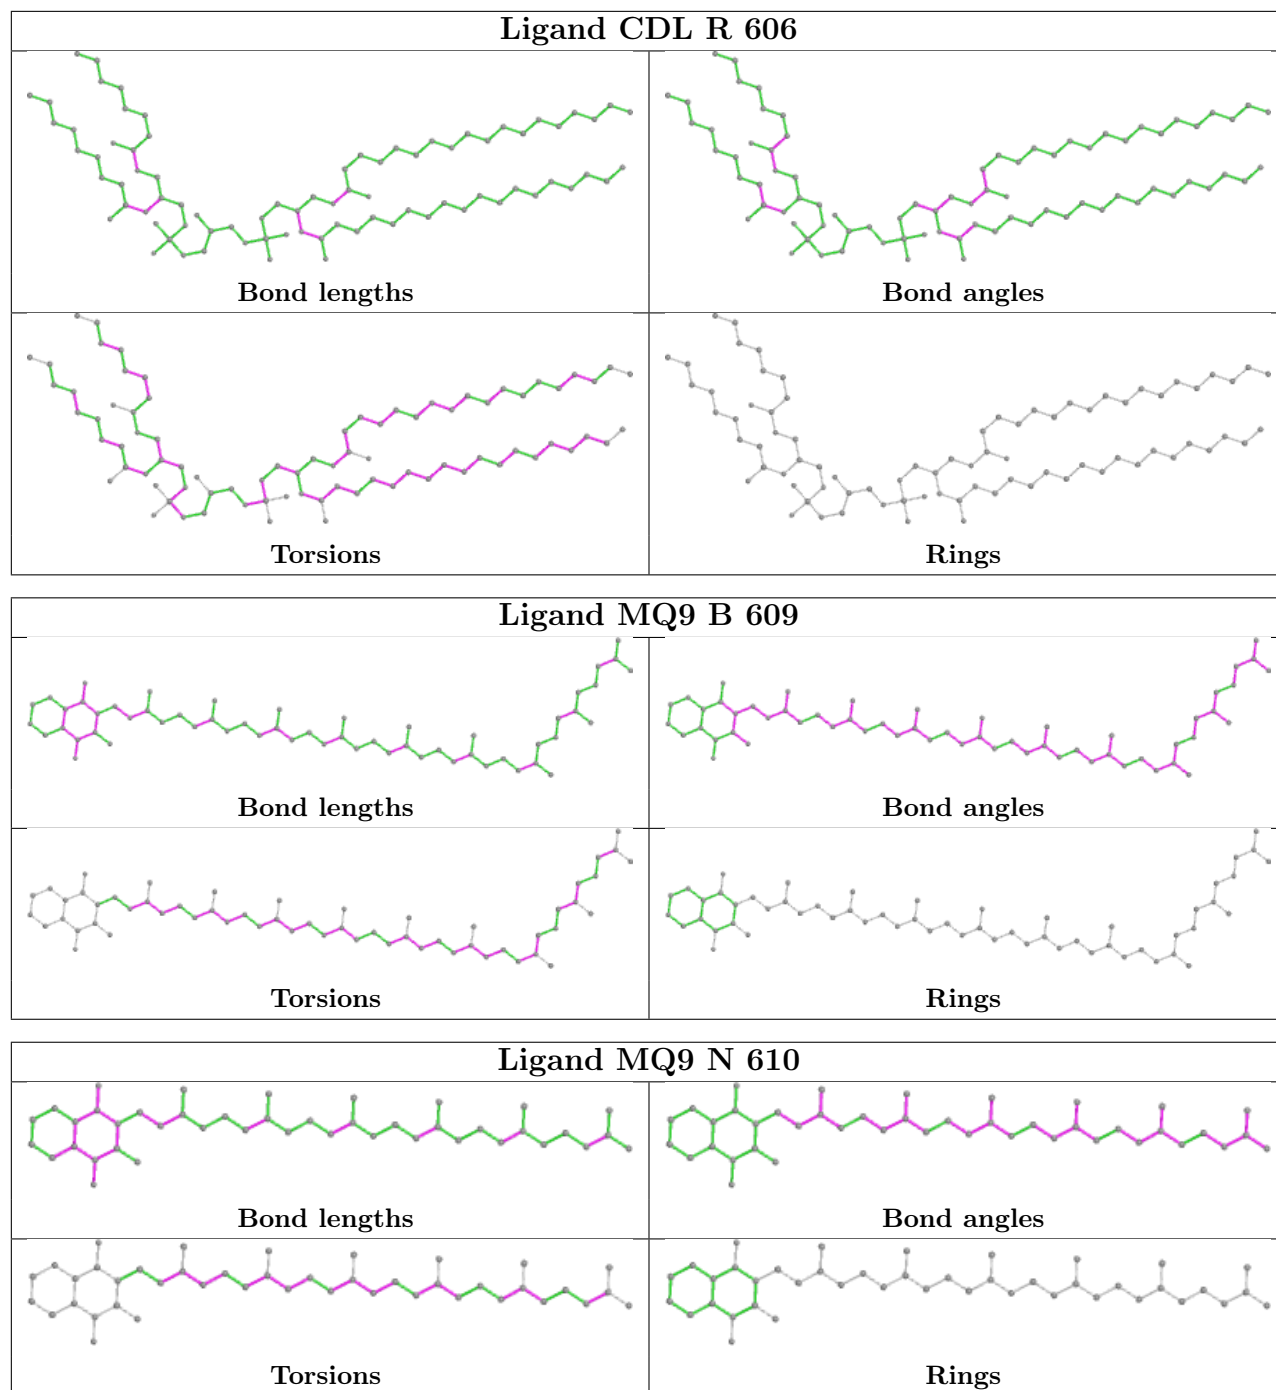 Ligand CDL R 606
Bond lengths
Bond angles
Torsions
Rings
Ligand MQ9 B 609
Bond lengths
Bond angles
Torsions
Rings
Ligand MQ9 N 610
Bond lengths
Bond angles
Torsions
Rings